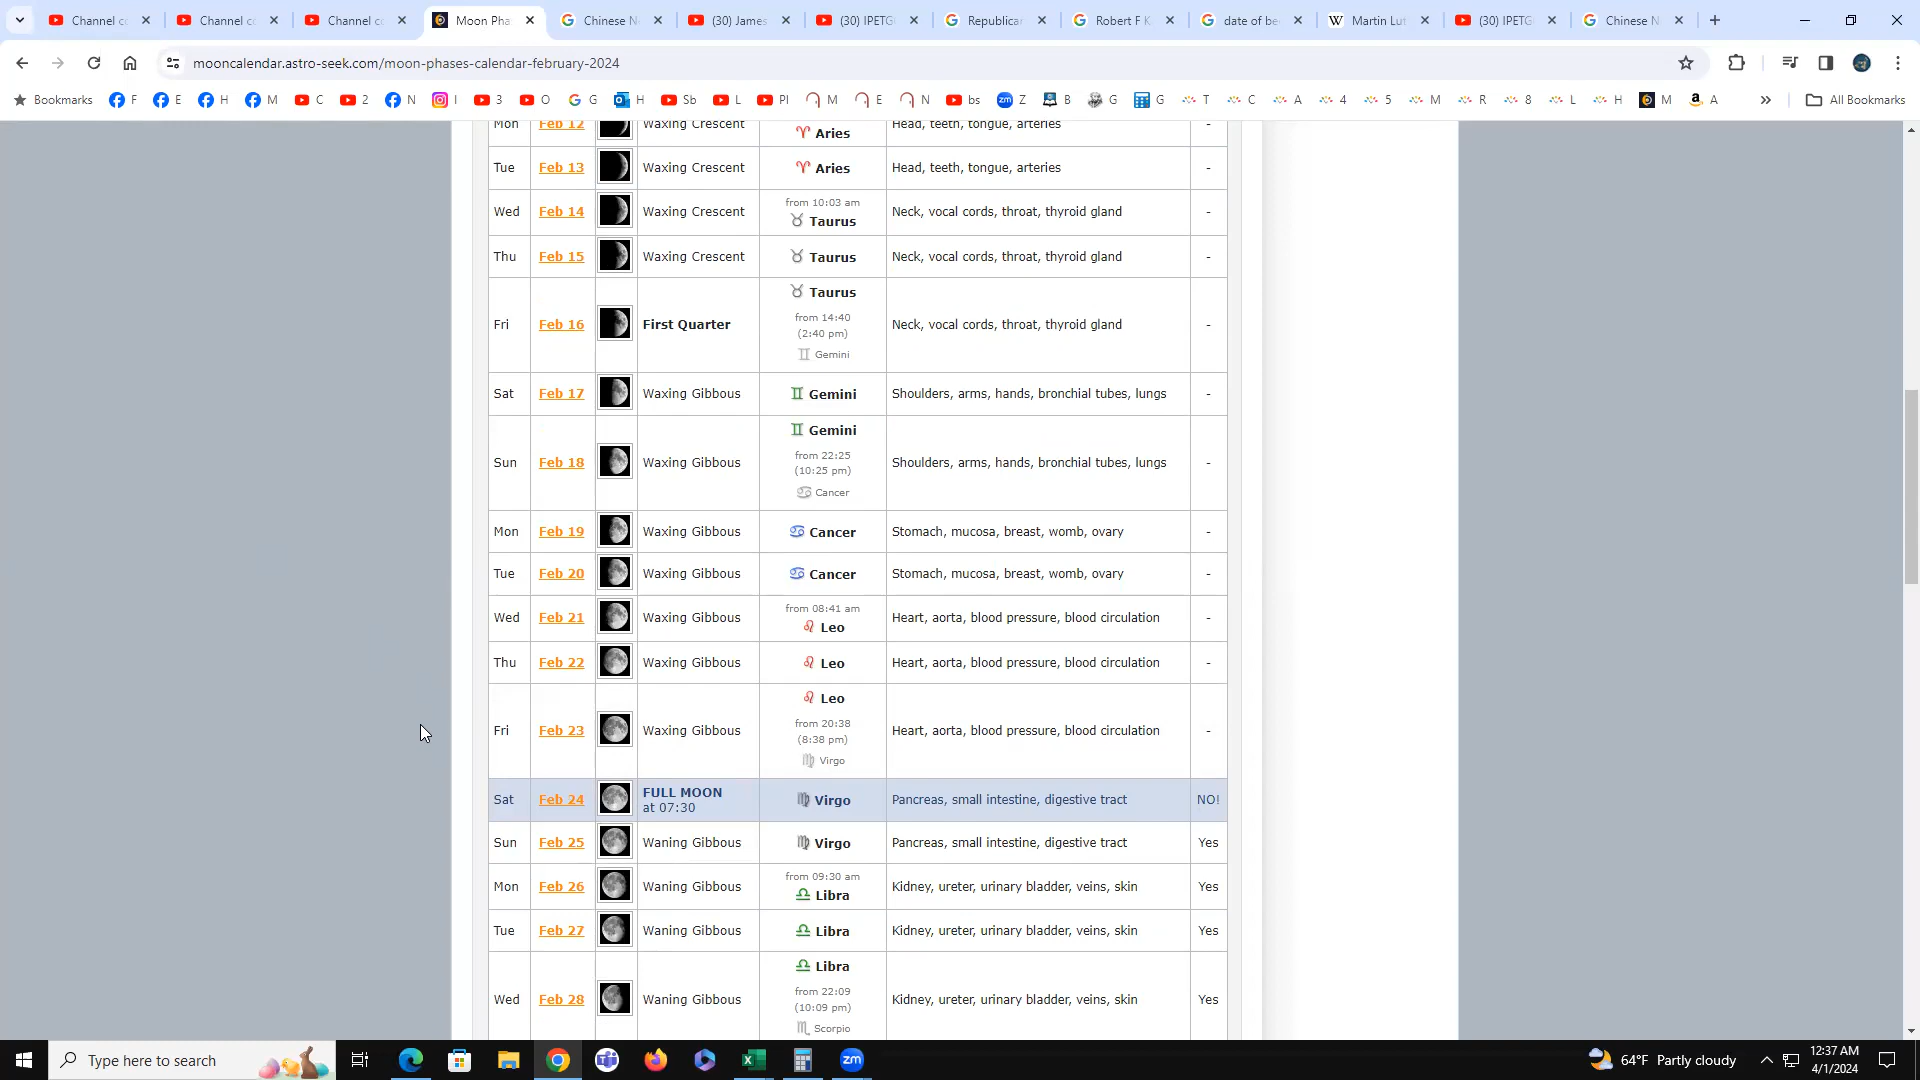 Channel c
Channel c
Channel c
Moon Pha
Chinese N
(30) James
(30) IPETG
Republica
Robert F K
date of be
Martin Lut
(30) IPETG
Chinese N
mooncalendar.astro-seek.com/moon-phases-calendar-february-2024
Bookmarks F E H M C 2 N I 3 O G H Sb L Pl M E N bs Z B G G T C A 4 5 M R 8 L H M A All Bookmarks
Mon Feb 12 Waxing Crescent Aries Head, teeth, tongue, arteries -
Tue Feb 13 Waxing Crescent Aries Head, teeth, tongue, arteries -
from 10:03 am
Wed Feb 14 Waxing Crescent Taurus Neck, vocal cords, throat, thyroid gland -
Thu Feb 15 Waxing Crescent Taurus Neck, vocal cords, throat, thyroid gland -
Taurus
Fri Feb 16 First Quarter from 14:40 Neck, vocal cords, throat, thyroid gland -
(2:40 pm)
Gemini
Sat Feb 17 Waxing Gibbous Gemini Shoulders, arms, hands, bronchial tubes, lungs -
Gemini
Sun Feb 18 Waxing Gibbous from 22:25 Shoulders, arms, hands, bronchial tubes, lungs -
(10:25 pm)
Cancer
Mon Feb 19 Waxing Gibbous Cancer Stomach, mucosa, breast, womb, ovary -
Tue Feb 20 Waxing Gibbous Cancer Stomach, mucosa, breast, womb, ovary -
from 08:41 am
Wed Feb 21 Waxing Gibbous Leo Heart, aorta, blood pressure, blood circulation -
Thu Feb 22 Waxing Gibbous Leo Heart, aorta, blood pressure, blood circulation -
Leo
Fri Feb 23 Waxing Gibbous from 20:38 Heart, aorta, blood pressure, blood circulation -
(8:38 pm)
Virgo
Sat Feb 24 FULL MOON Virgo Pancreas, small intestine, digestive tract NO!
at 07:30
Sun Feb 25 Waning Gibbous Virgo Pancreas, small intestine, digestive tract Yes
from 09:30 am
Mon Feb 26 Waning Gibbous Libra Kidney, ureter, urinary bladder, veins, skin Yes
Tue Feb 27 Waning Gibbous Libra Kidney, ureter, urinary bladder, veins, skin Yes
Libra
Wed Feb 28 Waning Gibbous from 22:09 Kidney, ureter, urinary bladder, veins, skin Yes
(10:09 pm)
Scorpio
Type here to search
64°F Partly cloudy
12:37 AM
4/1/2024